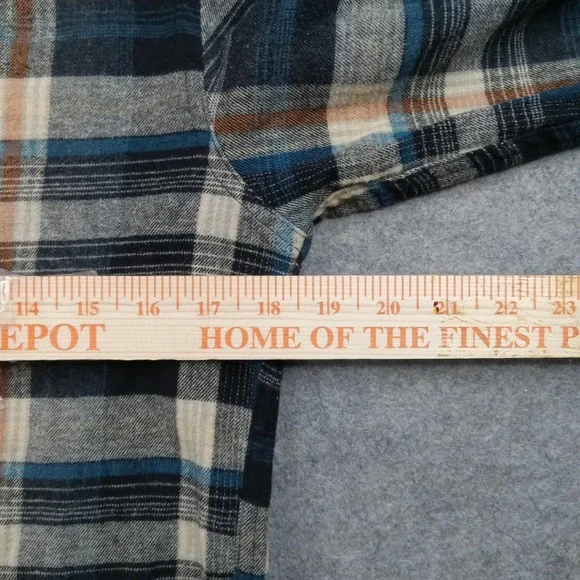 14 15 16 17 18 19 20 21 22 23
EPOT HOME OF THE FINEST P